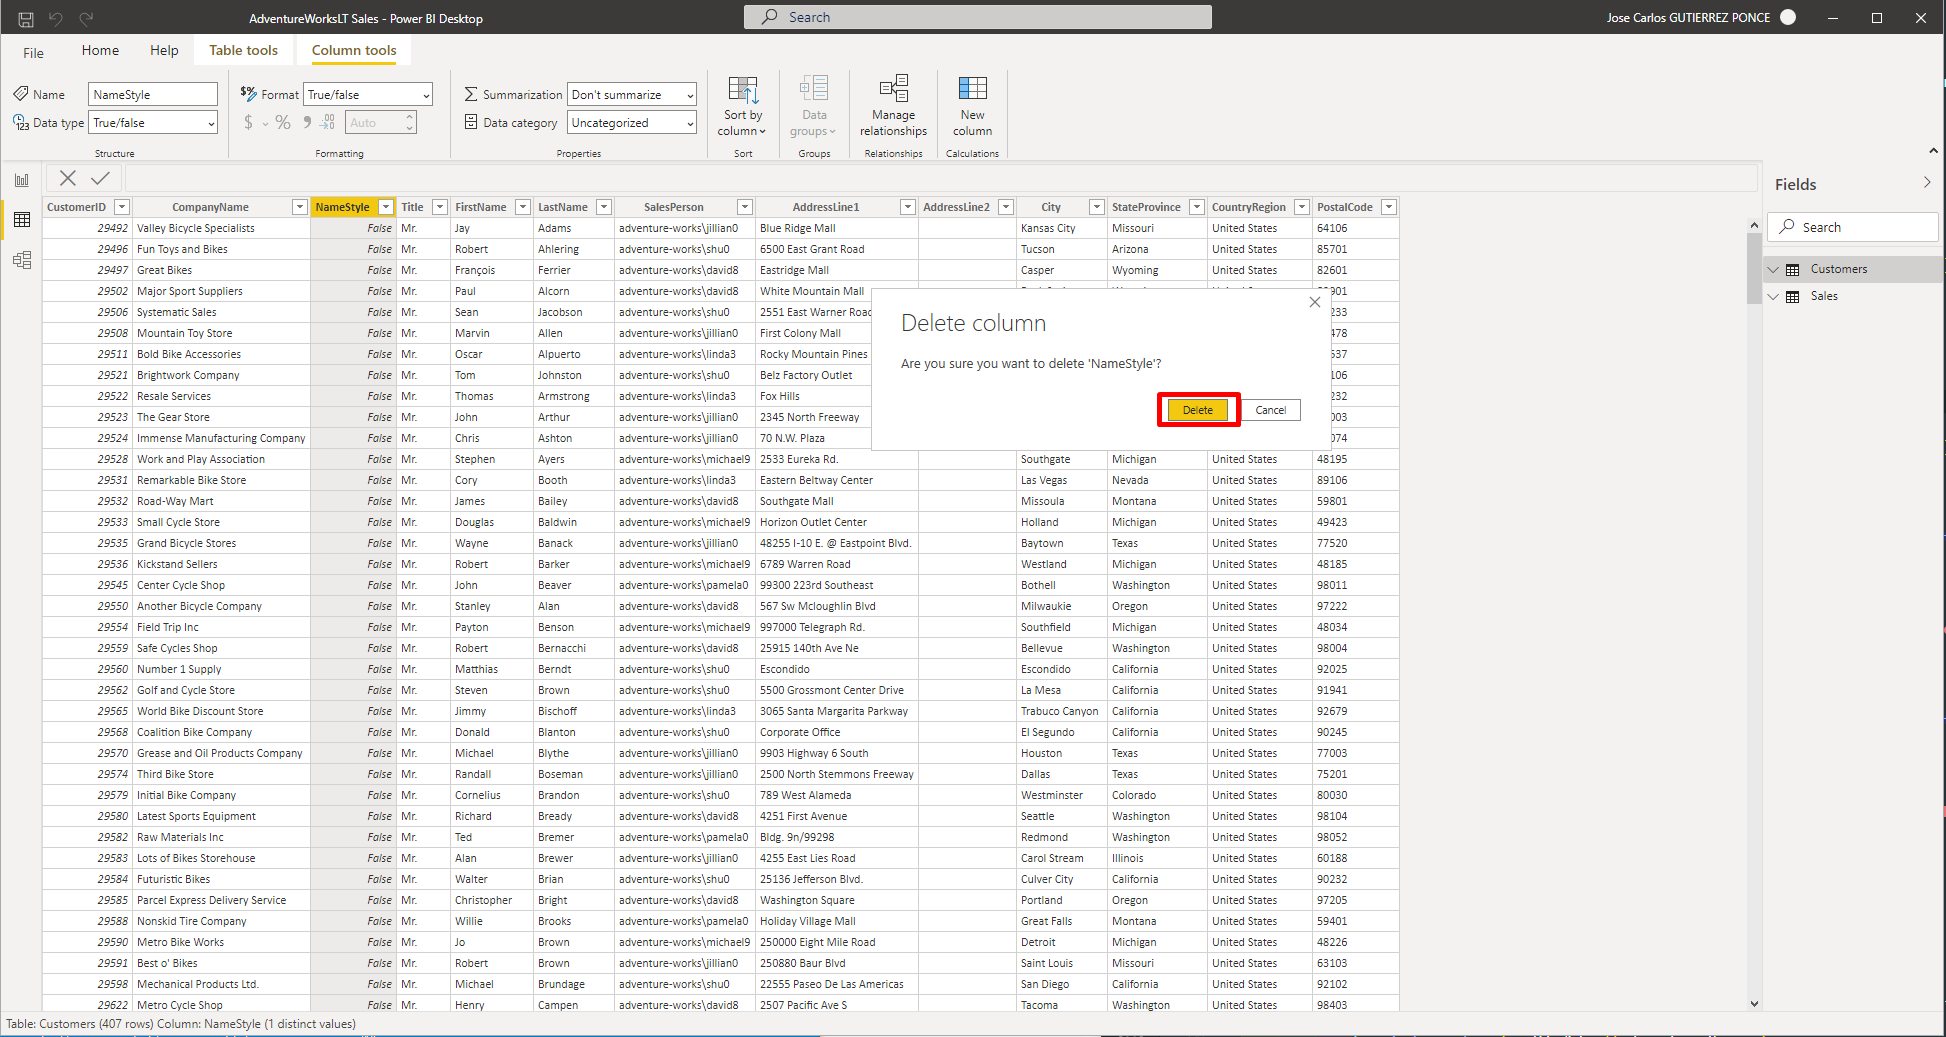 AdventureWorksLT Sales - Power BI Desktop
Search
Jose Carlos GUTIERREZ PONCE
File Home Help Table tools Column tools
Name NameStyle
Data type True/false
Structure
Format True/false
$ % Auto
Formatting
Summarization Don't summarize
Data category Uncategorized
Properties
Sort by column
Sort
Data groups
Groups
Manage relationships
Relationships
New column
Calculations
Fields
Search
Customers
Sales
CustomerID CompanyName NameStyle Title FirstName LastName SalesPerson AddressLine1 AddressLine2 City StateProvince CountryRegion PostalCode
29492 Valley Bicycle Specialists False Mr. Jay Adams adventure-works\jillian0 Blue Ridge Mall Kansas City Missouri United States 64106
29496 Fun Toys and Bikes False Mr. Robert Ahlering adventure-works\shu0 6500 East Grant Road Tucson Arizona United States 85701
29497 Great Bikes False Mr. François Ferrier adventure-works\david8 Eastridge Mall Casper Wyoming United States 82601
29502 Major Sport Suppliers False Mr. Paul Alcorn adventure-works\david8 White Mountain Mall
29506 Systematic Sales False Mr. Sean Jacobson adventure-works\shu0 2551 East Warner Road 233
29508 Mountain Toy Store False Mr. Marvin Allen adventure-works\jillian0 First Colony Mall 478
29511 Bold Bike Accessories False Mr. Oscar Alpuerto adventure-works\linda3 Rocky Mountain Pines 537
29521 Brightwork Company False Mr. Tom Johnston adventure-works\shu0 Belz Factory Outlet 106
29522 Resale Services False Mr. Thomas Armstrong adventure-works\linda3 Fox Hills 232
29523 The Gear Store False Mr. John Arthur adventure-works\jillian0 2345 North Freeway 003
29524 Immense Manufacturing Company False Mr. Chris Ashton adventure-works\jillian0 70 N.W. Plaza 074
Delete column
Are you sure you want to delete 'NameStyle'?
Delete Cancel
29528 Work and Play Association False Mr. Stephen Ayers adventure-works\michael9 2533 Eureka Rd. Southgate Michigan United States 48195
29531 Remarkable Bike Store False Mr. Cory Booth adventure-works\linda3 Eastern Beltway Center Las Vegas Nevada United States 89106
29532 Road-Way Mart False Mr. James Bailey adventure-works\david8 Southgate Mall Missoula Montana United States 59801
29533 Small Cycle Store False Mr. Douglas Baldwin adventure-works\michael9 Horizon Outlet Center Holland Michigan United States 49423
29535 Grand Bicycle Stores False Mr. Wayne Banack adventure-works\jillian0 48255 I-10 E. @ Eastpoint Blvd. Baytown Texas United States 77520
29536 Kickstand Sellers False Mr. Robert Barker adventure-works\michael9 6789 Warren Road Westland Michigan United States 48185
29545 Center Cycle Shop False Mr. John Beaver adventure-works\pamela0 99300 223rd Southeast Bothell Washington United States 98011
29550 Another Bicycle Company False Mr. Stanley Alan adventure-works\david8 567 Sw Mcloughlin Blvd Milwaukie Oregon United States 97222
29554 Field Trip Inc False Mr. Payton Benson adventure-works\michael9 997000 Telegraph Rd. Southfield Michigan United States 48034
29559 Safe Cycles Shop False Mr. Robert Bernacchi adventure-works\david8 25915 140th Ave Ne Bellevue Washington United States 98004
29560 Number 1 Supply False Mr. Matthias Berndt adventure-works\shu0 Escondido Escondido California United States 92025
29562 Golf and Cycle Store False Mr. Steven Brown adventure-works\shu0 5500 Grossmont Center Drive La Mesa California United States 91941
29565 World Bike Discount Store False Mr. Jimmy Bischoff adventure-works\linda3 3065 Santa Margarita Parkway Trabuco Canyon California United States 92679
29568 Coalition Bike Company False Mr. Donald Blanton adventure-works\shu0 Corporate Office El Segundo California United States 90245
29570 Grease and Oil Products Company False Mr. Michael Blythe adventure-works\jillian0 9903 Highway 6 South Houston Texas United States 77003
29574 Third Bike Store False Mr. Randall Boseman adventure-works\jillian0 2500 North Stemmons Freeway Dallas Texas United States 75201
29579 Initial Bike Company False Mr. Cornelius Brandon adventure-works\shu0 789 West Alameda Westminster Colorado United States 80030
29580 Latest Sports Equipment False Mr. Richard Bready adventure-works\david8 4251 First Avenue Seattle Washington United States 98104
29582 Raw Materials Inc False Mr. Ted Bremer adventure-works\pamela0 Bldg. 9n/99298 Redmond Washington United States 98052
29583 Lots of Bikes Storehouse False Mr. Alan Brewer adventure-works\jillian0 4255 East Lies Road Carol Stream Illinois United States 60188
29584 Futuristic Bikes False Mr. Walter Brian adventure-works\shu0 25136 Jefferson Blvd. Culver City California United States 90232
29585 Parcel Express Delivery Service False Mr. Christopher Bright adventure-works\david8 Washington Square Portland Oregon United States 97205
29588 Nonskid Tire Company False Mr. Willie Brooks adventure-works\pamela0 Holiday Village Mall Great Falls Montana United States 59401
29590 Metro Bike Works False Mr. Jo Brown adventure-works\michael9 250000 Eight Mile Road Detroit Michigan United States 48226
29591 Best o' Bikes False Mr. Robert Brown adventure-works\jillian0 250880 Baur Blvd Saint Louis Missouri United States 63103
29598 Mechanical Products Ltd. False Mr. Michael Brundage adventure-works\shu0 22555 Paseo De Las Americas San Diego California United States 92102
29622 Metro Cycle Shop False Mr. Henry Campen adventure-works\david8 2507 Pacific Ave S Tacoma Washington United States 98403
Table: Customers (407 rows) Column: NameStyle (1 distinct values)